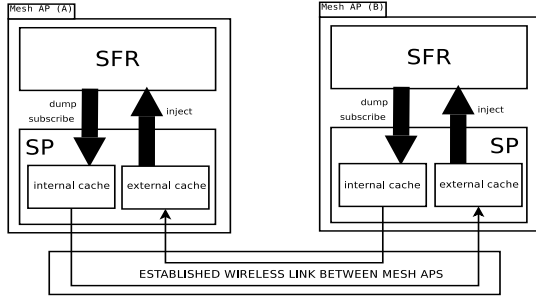 Mesh AP (A)
SFR
dump
subscribe
inject
SP
internal cache
external cache
Mesh AP (B)
SFR
dump
subscribe
inject
SP
internal cache
external cache
ESTABLISHED WIRELESS LINK BETWEEN MESH APS